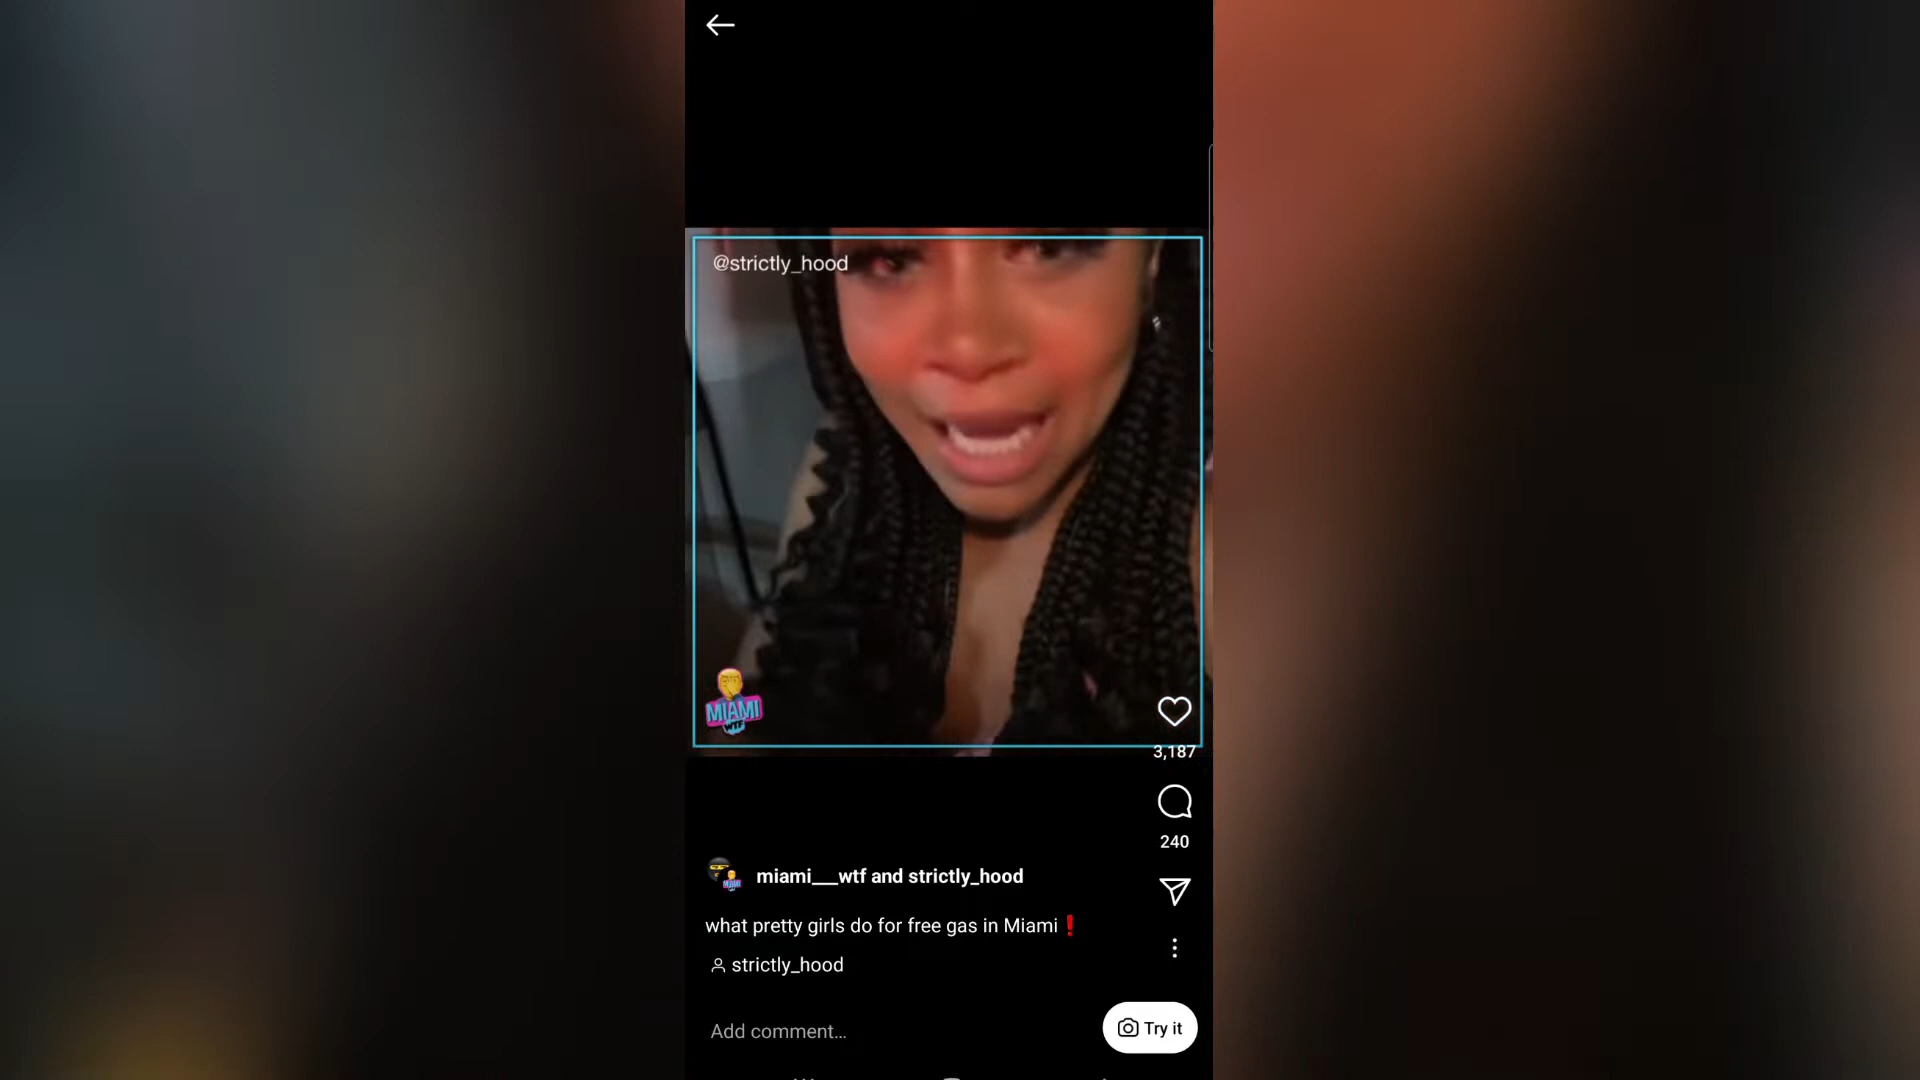 @strictly_hood
MIAMI
WTF
3,187
240
miami___wtf and strictly_hood
what pretty girls do for free gas in Miami❗
strictly_hood
Add comment...
Try it